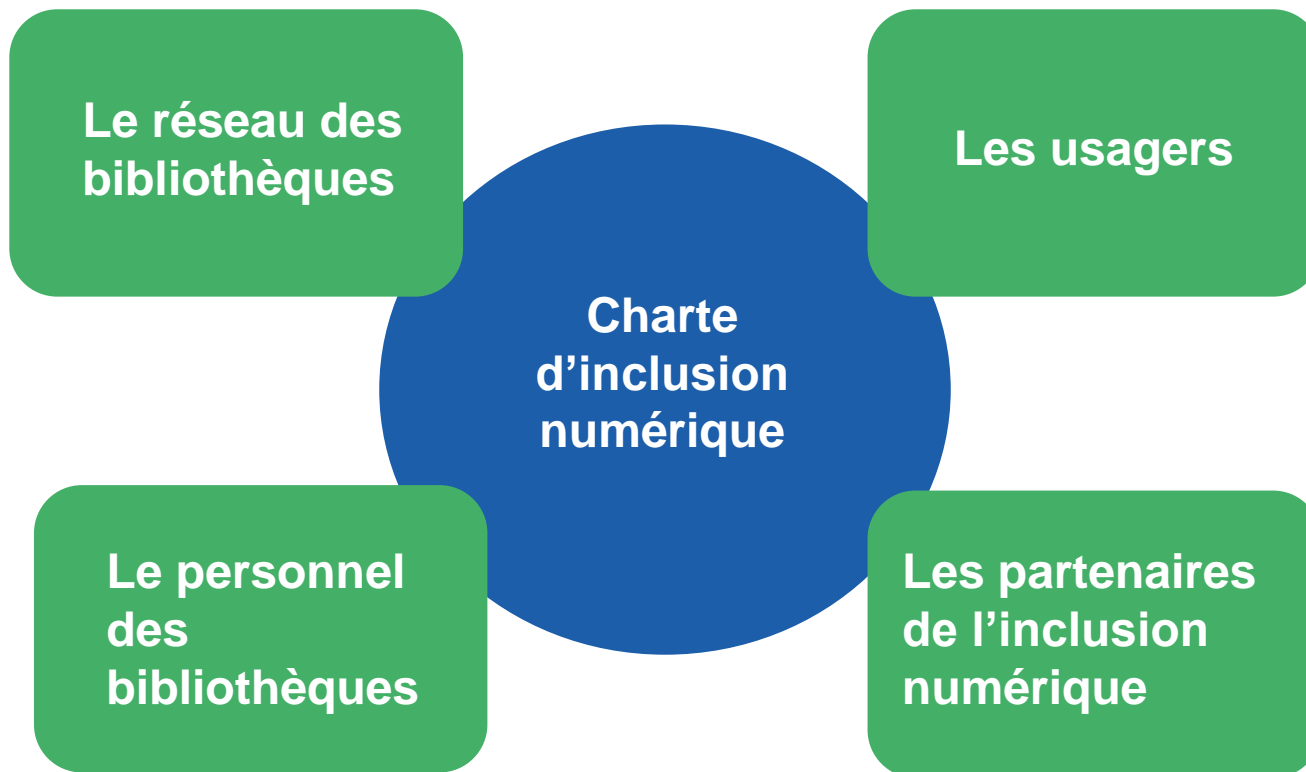 Le réseau des
bibliothèques
Les usagers
Charte
d’inclusion
numérique
Le personnel
des
bibliothèques
Les partenaires
de l’inclusion
numérique